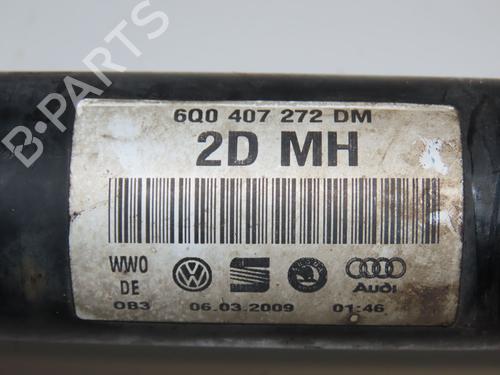 6Q0 407 272 DM
2D MH
WWO
DE
Audi
OB3 06.03.2009 01:46
B-PARTS